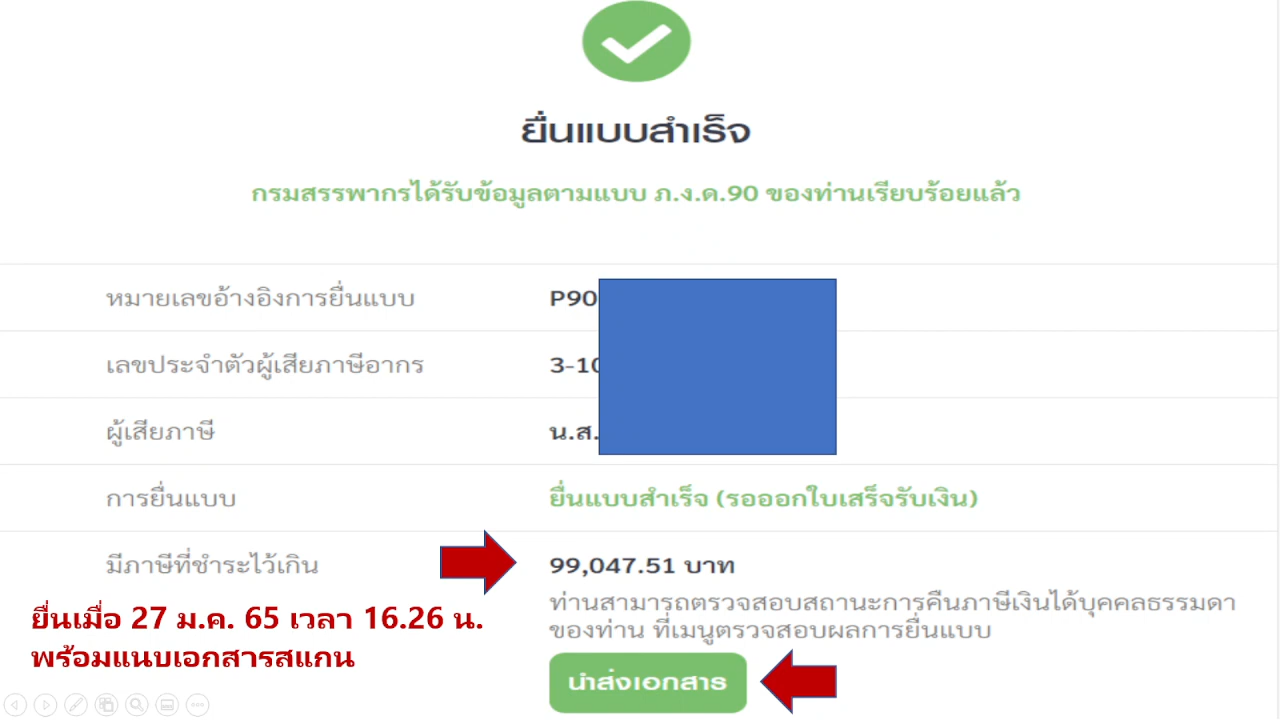 ยื่นแบบสำเร็จ
กรมสรรพากรได้รับข้อมูลตามแบบ ภ.ง.ด.90 ของท่านเรียบร้อยแล้ว
หมายเลขอ้างอิงการยื่นแบบ P90
เลขประจำตัวผู้เสียภาษีอากร 3-10
ผู้เสียภาษี น.ส.
การยื่นแบบ ยื่นแบบสำเร็จ (รอออกใบเสร็จรับเงิน)
มีภาษีที่ชำระไว้เกิน 99,047.51 บาท
ท่านสามารถตรวจสอบสถานะการคืนภาษีเงินได้บุคคลธรรมดา
ของท่าน ที่เมนูตรวจสอบผลการยื่นแบบ
ยื่นเมื่อ 27 ม.ค. 65 เวลา 16.26 น.
พร้อมแนบเอกสารสแกน
นำส่งเอกสาร